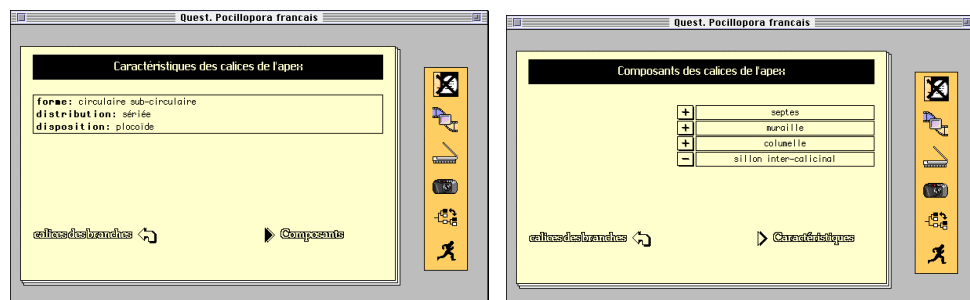 Quest. Pocillopora francais
Caractéristiques des calices de l'apex
forme: circulaire sub-circulaire
distribution: sériée
disposition: plocoïde
calices des branches
Composants
Quest. Pocillopora francais
Composants des calices de l'apex
+ septes
+ muraille
+ columelle
− sillon inter-calicinal
calices des branches
Caractéristiques